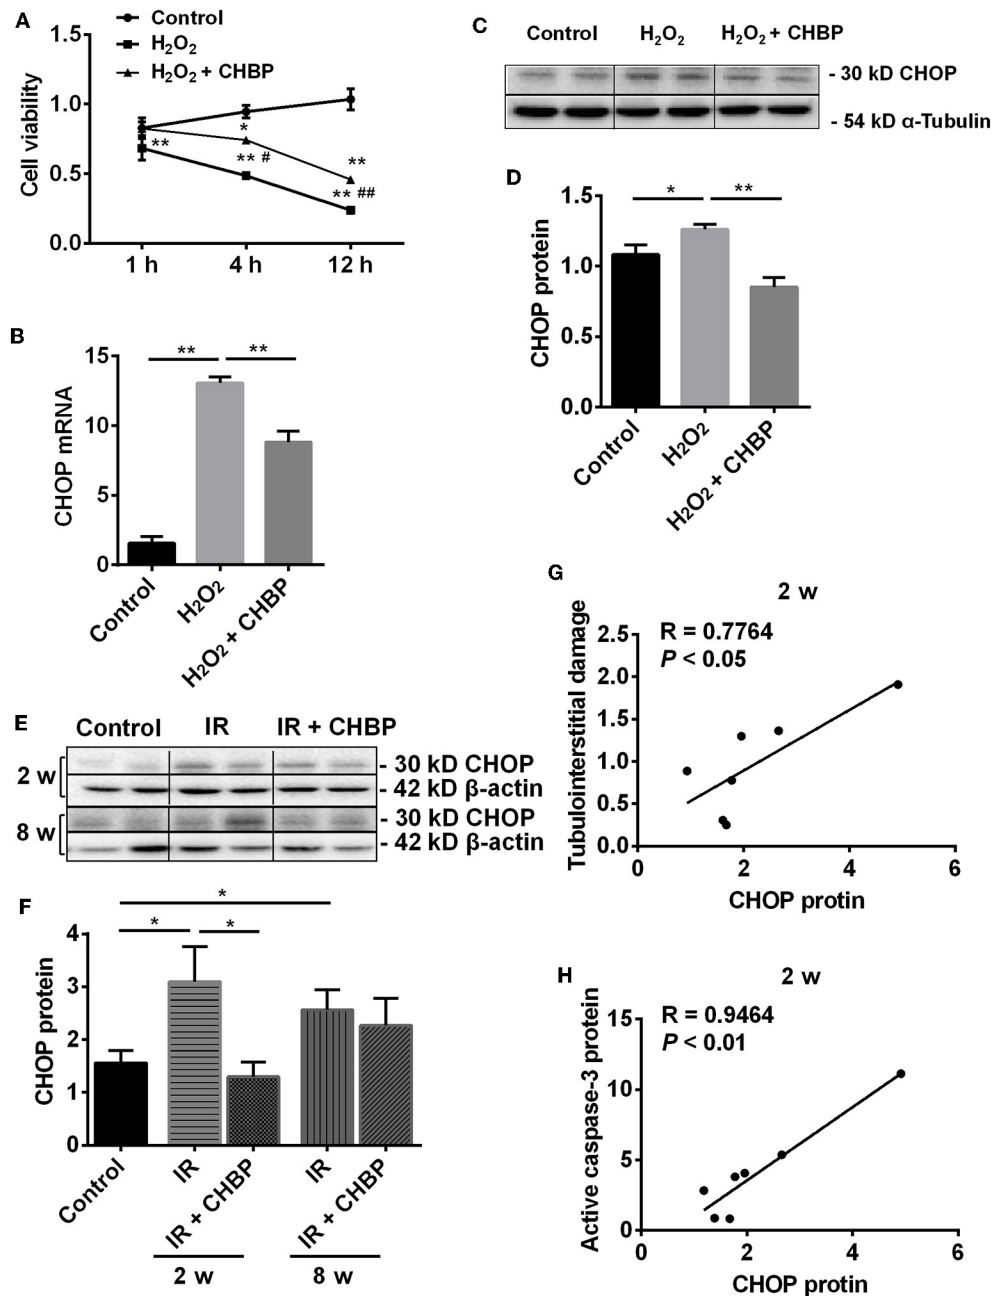 A
Control
H₂O₂
H₂O₂ + CHBP
Cell viability
1.5
1.0
0.5
0.0
*
**
** #
**
** ##
1 h 4 h 12 h
B
CHOP mRNA
15
10
5
0
** **
Control
H₂O₂
H₂O₂ + CHBP
C
Control H₂O₂ H₂O₂ + CHBP
- 30 kD CHOP
- 54 kD α-Tubulin
D
CHOP protein
1.5
1.0
0.5
0.0
* **
Control
H₂O₂
H₂O₂ + CHBP
E
Control IR IR + CHBP
2 w
- 30 kD CHOP
- 42 kD β-actin
8 w
- 30 kD CHOP
- 42 kD β-actin
F
CHOP protein
4
3
2
1
0
*
* *
Control
IR
IR + CHBP
IR
IR + CHBP
2 w 8 w
G
2 w
R = 0.7764
P < 0.05
Tubulointerstitial damage
2.5
2.0
1.5
1.0
0.5
0.0
0 2 4 6
CHOP protin
H
2 w
R = 0.9464
P < 0.01
Active caspase-3 protein
15
10
5
0
0 2 4 6
CHOP protin